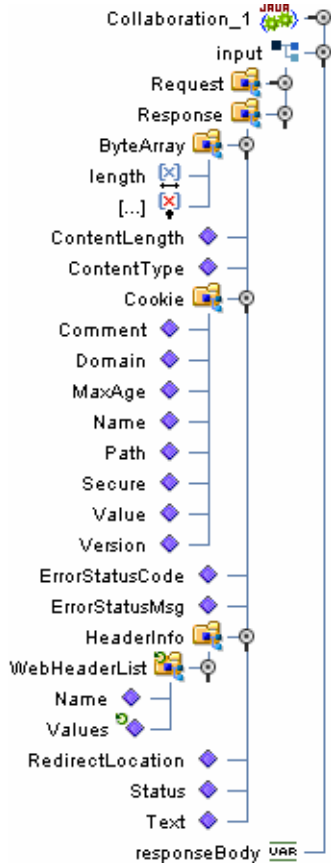 Collaboration_1 JAVA
input
Request
Response
ByteArray
length [x]
[...] [x]
ContentLength
ContentType
Cookie
Comment
Domain
MaxAge
Name
Path
Secure
Value
Version
ErrorStatusCode
ErrorStatusMsg
HeaderInfo
WebHeaderList
Name
Values
RedirectLocation
Status
Text
responseBody VAR